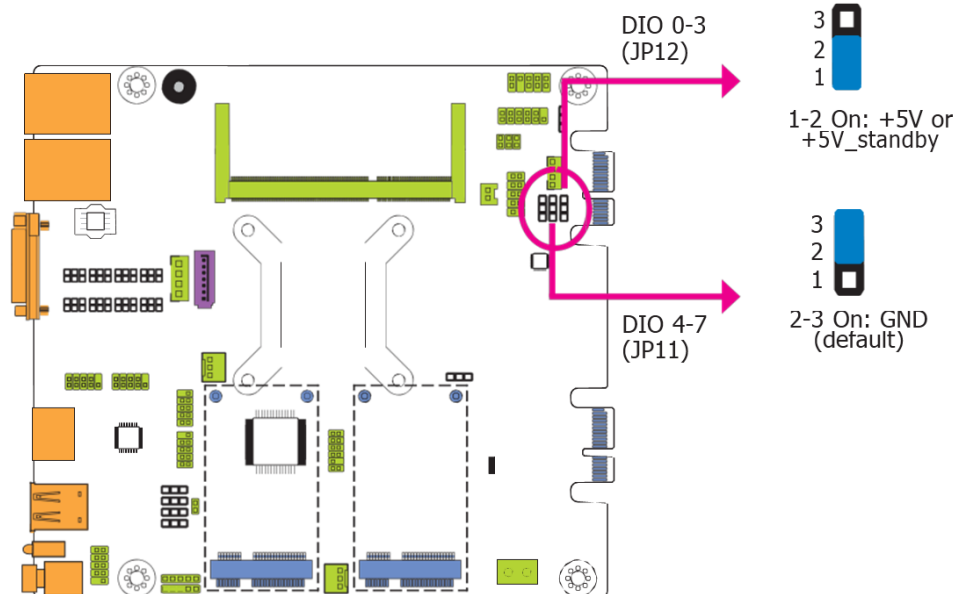 DIO 0-3
(JP12)
3
2
1
1-2 On: +5V or
+5V_standby
3
2
1
2-3 On: GND
(default)
DIO 4-7
(JP11)